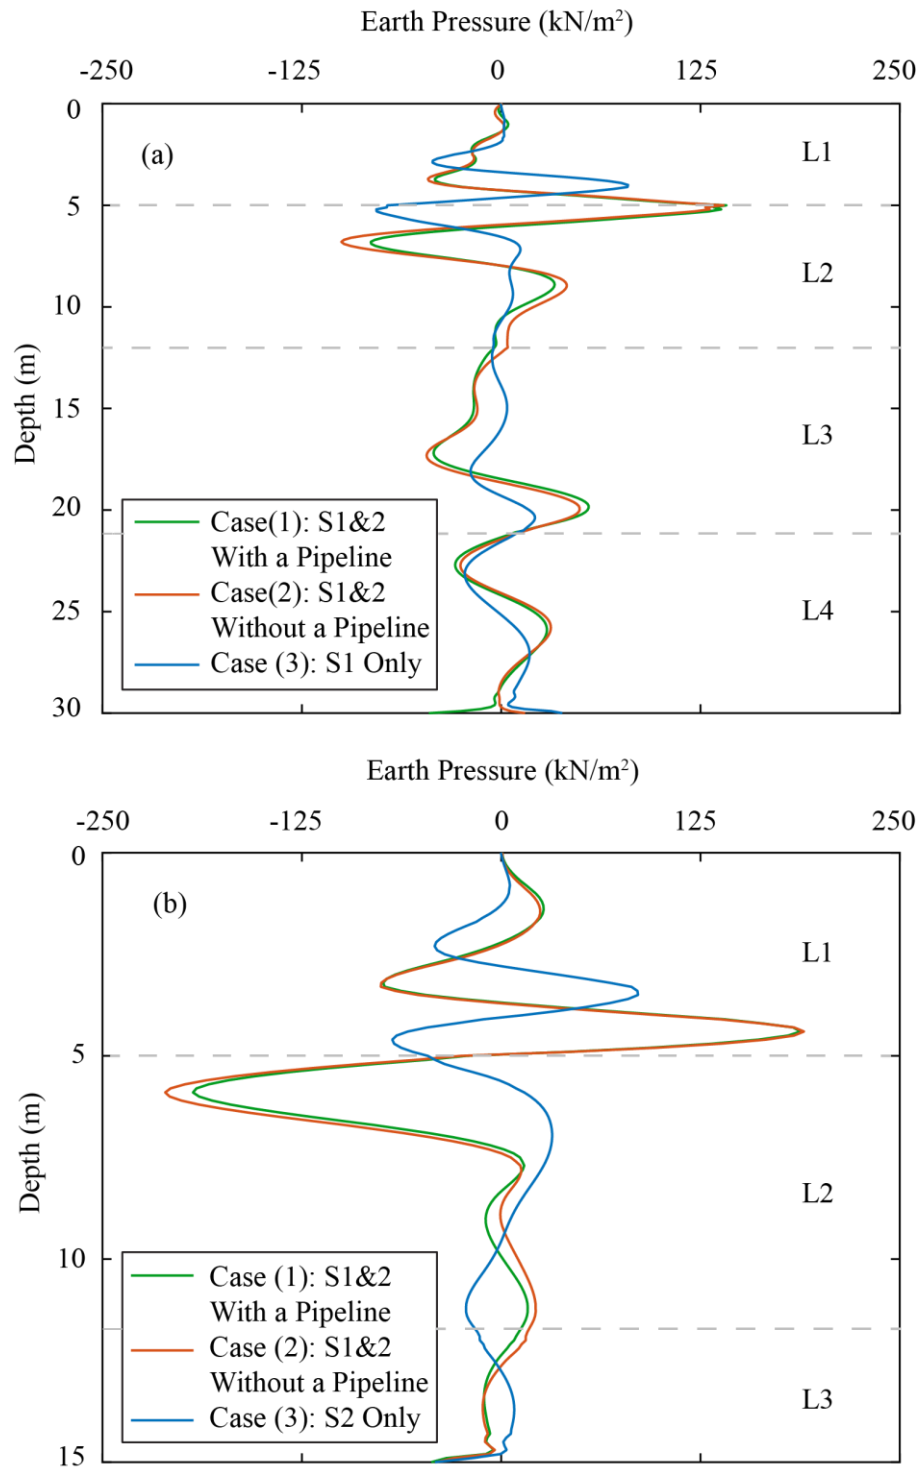 Earth Pressure (kN/m²)
-250 -125 0 125 250
0
(a)
L1
5
L2
10
Depth (m)
15
L3
20
Case(1): S1&2
With a Pipeline
Case(2): S1&2
Without a Pipeline
Case (3): S1 Only
25
L4
30
Earth Pressure (kN/m²)
-250 -125 0 125 250
0
(b)
L1
5
Depth (m)
L2
10
Case (1): S1&2
With a Pipeline
Case (2): S1&2
Without a Pipeline
Case (3): S2 Only
L3
15